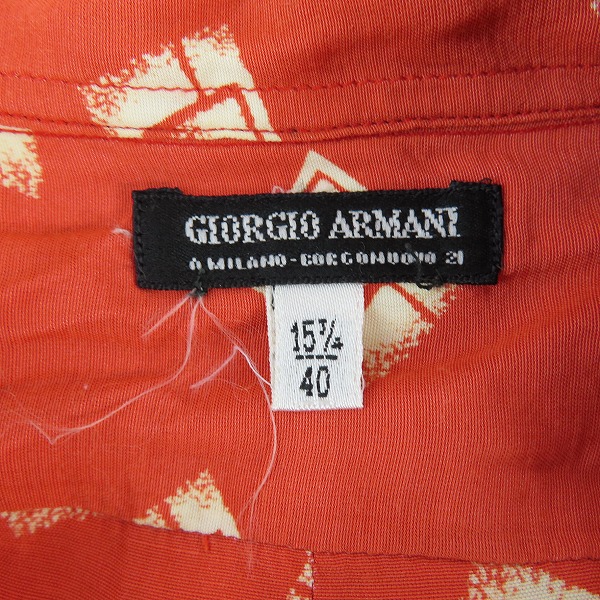 GIORGIO ARMANI
A MILANO-BORGONUOVO 21
15¾
40